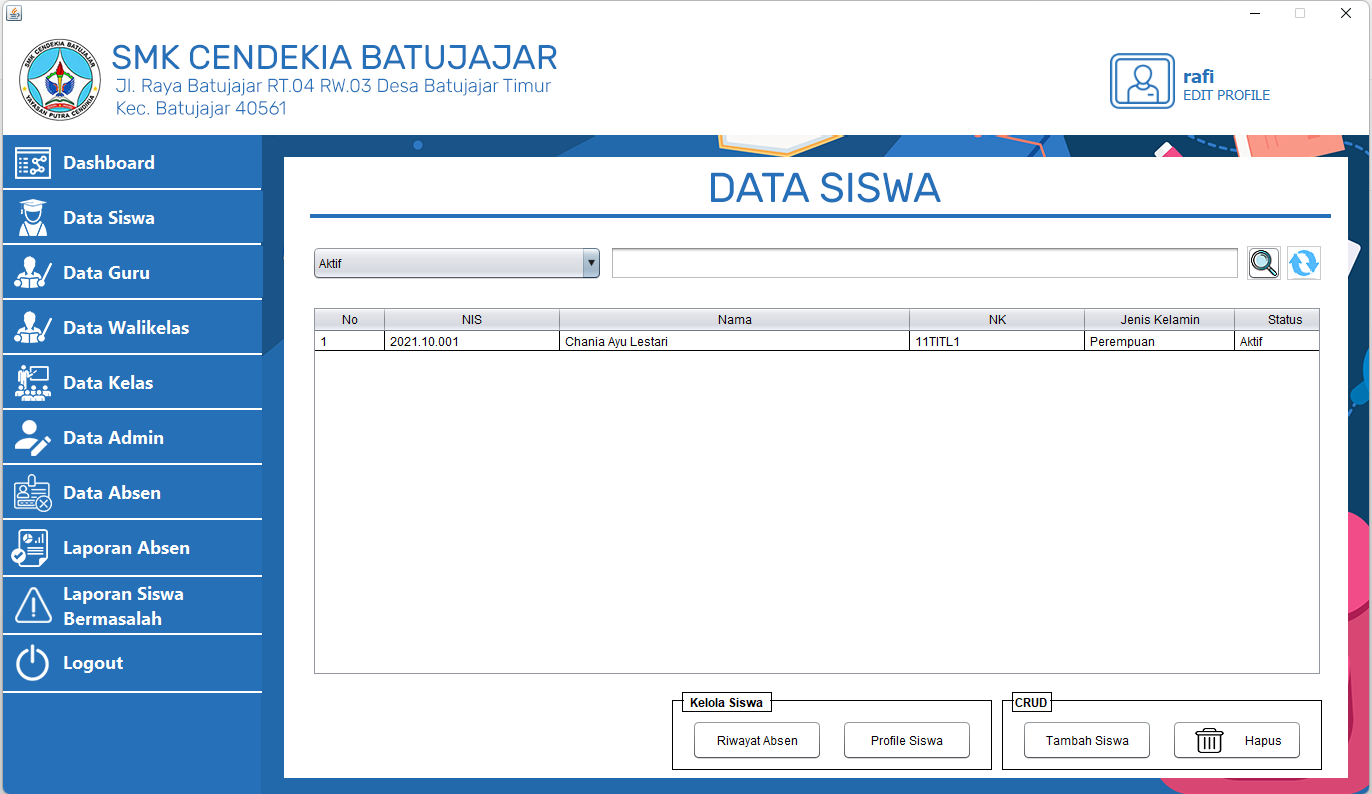 SMK CENDEKIA BATUJAJAR
YAYASAN PUTRA CENDIKIA
SMK CENDEKIA BATUJAJAR
Jl. Raya Batujajar RT.04 RW.03 Desa Batujajar Timur
Kec. Batujajar 40561
rafi
EDIT PROFILE
Dashboard
Data Siswa
Data Guru
Data Walikelas
Data Kelas
Data Admin
Data Absen
Laporan Absen
Laporan Siswa
Bermasalah
Logout
DATA SISWA
Aktif
No NIS Nama NK Jenis Kelamin Status
1 2021.10.001 Chania Ayu Lestari 11TITL1 Perempuan Aktif
Kelola Siswa
Riwayat Absen Profile Siswa
CRUD
Tambah Siswa Hapus